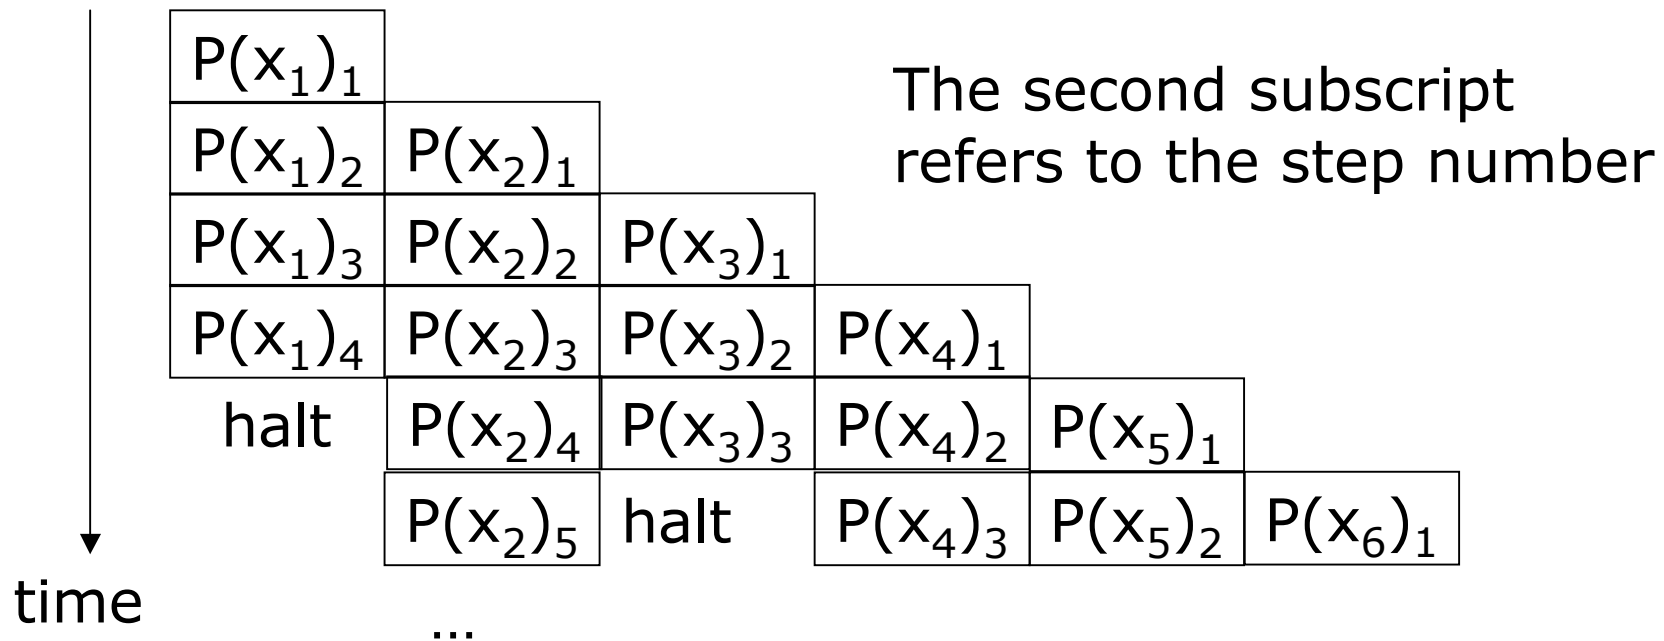 P(x₁)₁
The second subscript
refers to the step number
P(x₁)₂ P(x₂)₁
P(x₁)₃ P(x₂)₂ P(x₃)₁
P(x₁)₄ P(x₂)₃ P(x₃)₂ P(x₄)₁
halt P(x₂)₄ P(x₃)₃ P(x₄)₂ P(x₅)₁
P(x₂)₅ halt P(x₄)₃ P(x₅)₂ P(x₆)₁
time
...